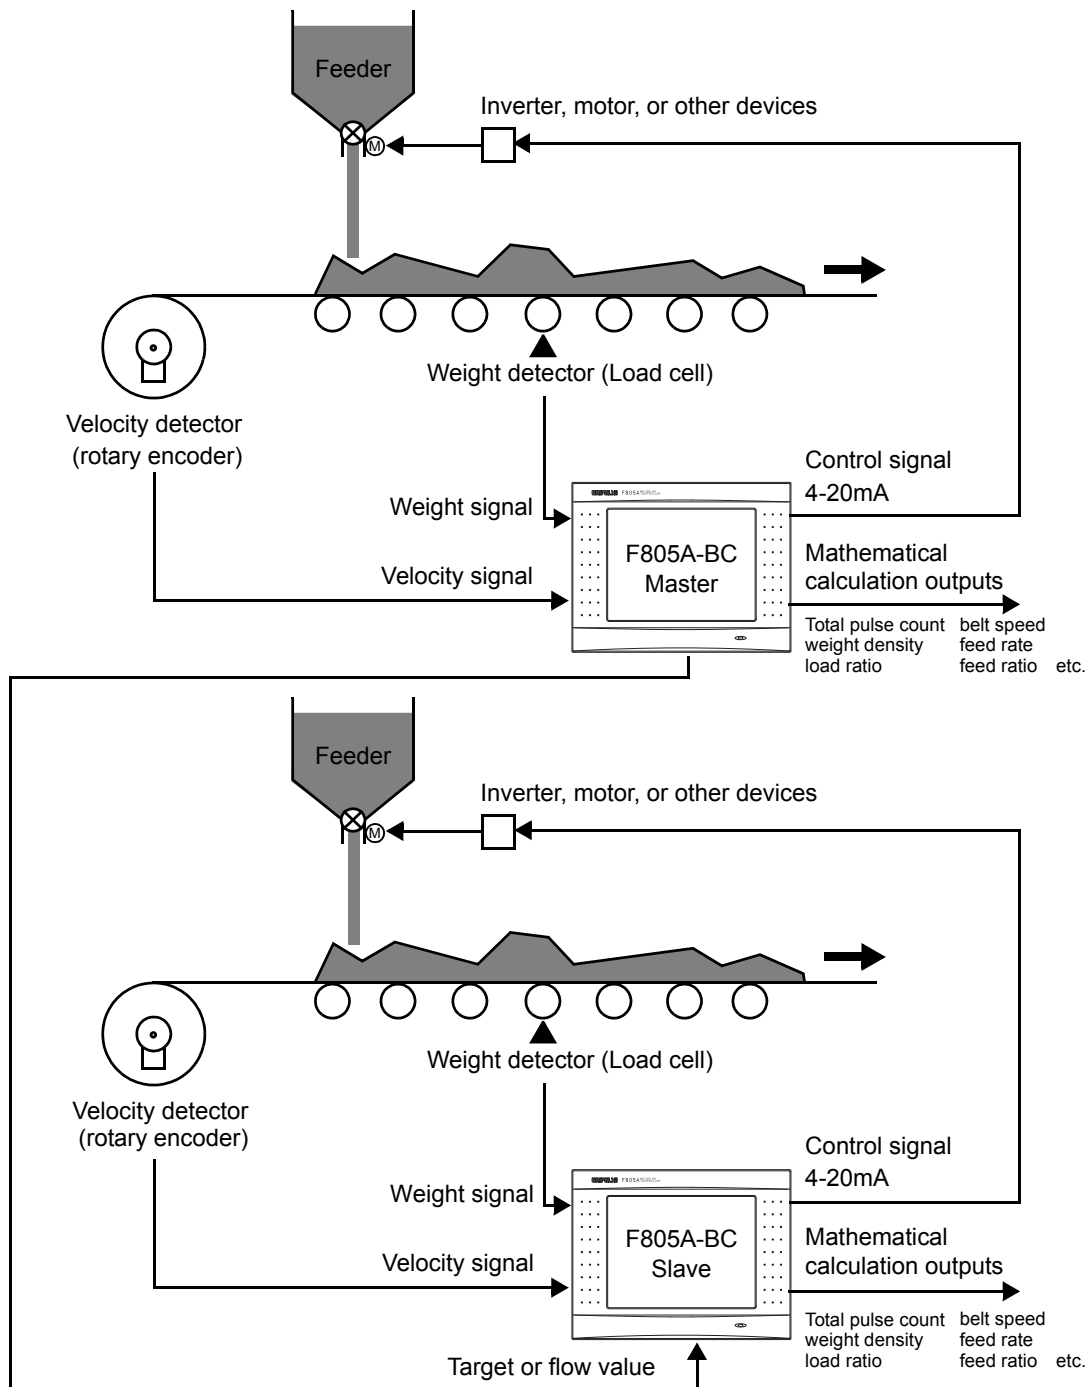 Feeder
Inverter, motor, or other devices
M
Weight detector (Load cell)
Velocity detector
(rotary encoder)
Control signal
4-20mA
Weight signal
UNIPULSE F805A
F805A-BC
Master
Velocity signal
Mathematical
calculation outputs
Total pulse count belt speed
weight density feed rate
load ratio feed ratio etc.
Feeder
Inverter, motor, or other devices
M
Weight detector (Load cell)
Velocity detector
(rotary encoder)
Control signal
4-20mA
Weight signal
UNIPULSE F805A
F805A-BC
Slave
Velocity signal
Mathematical
calculation outputs
Total pulse count belt speed
weight density feed rate
load ratio feed ratio etc.
Target or flow value